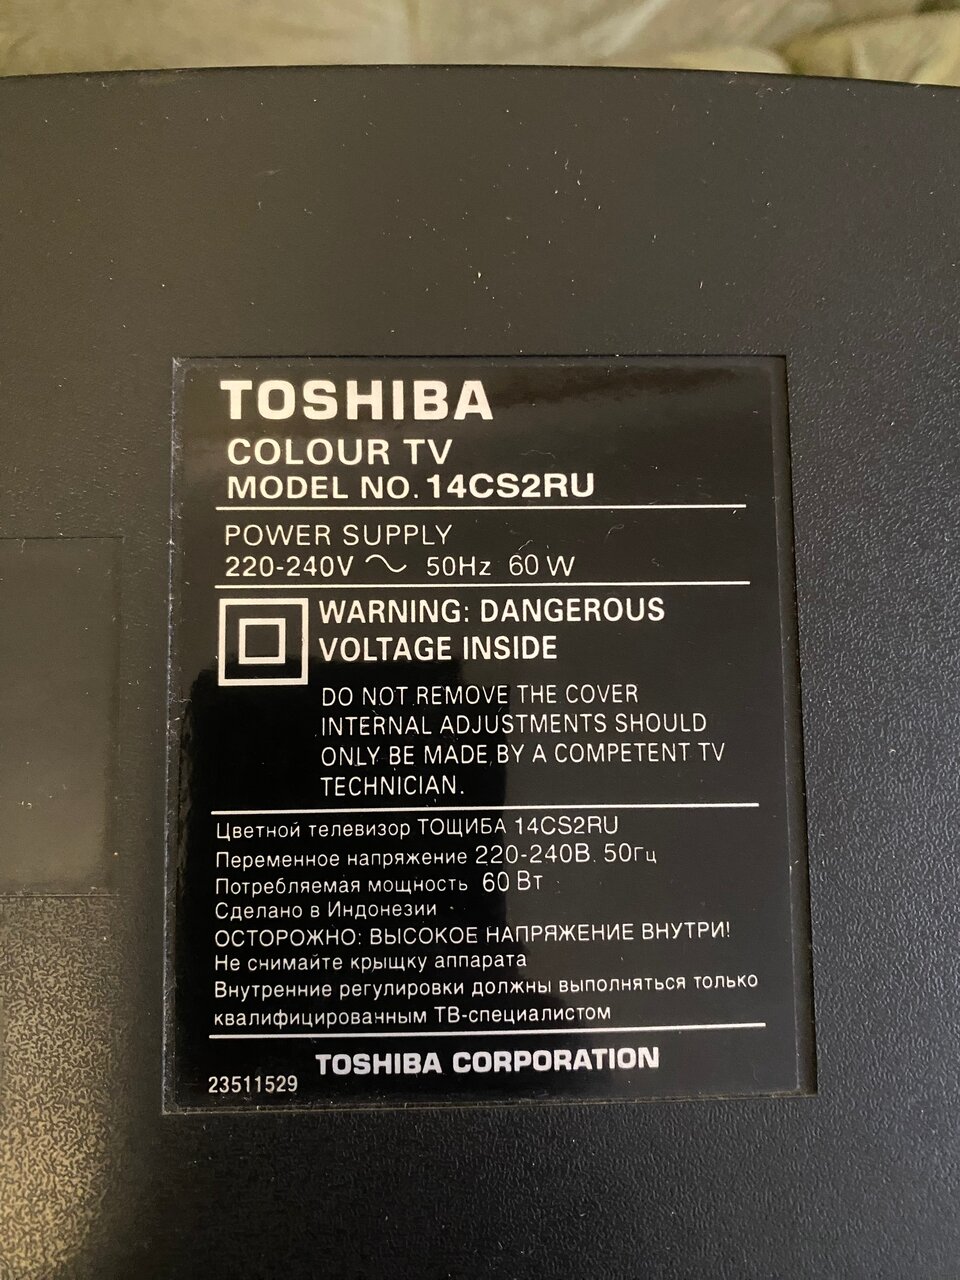 TOSHIBA
COLOUR TV
MODEL NO. 14CS2RU
POWER SUPPLY
220-240V ~ 50Hz 60 W
WARNING: DANGEROUS
VOLTAGE INSIDE
DO NOT REMOVE THE COVER
INTERNAL ADJUSTMENTS SHOULD
ONLY BE MADE BY A COMPETENT TV
TECHNICIAN.
Цветной телевизор ТОЩИБА 14CS2RU
Переменное напряжение 220-240В. 50Гц
Потребляемая мощность 60 Вт
Сделано в Индонезии
ОСТОРОЖНО: ВЫСОКОЕ НАПРЯЖЕНИЕ ВНУТРИ!
Не снимайте крыщку аппарата
Внутренние регулировки должны выполняться только
квалифицированным ТВ-специалистом
TOSHIBA CORPORATION
23511529